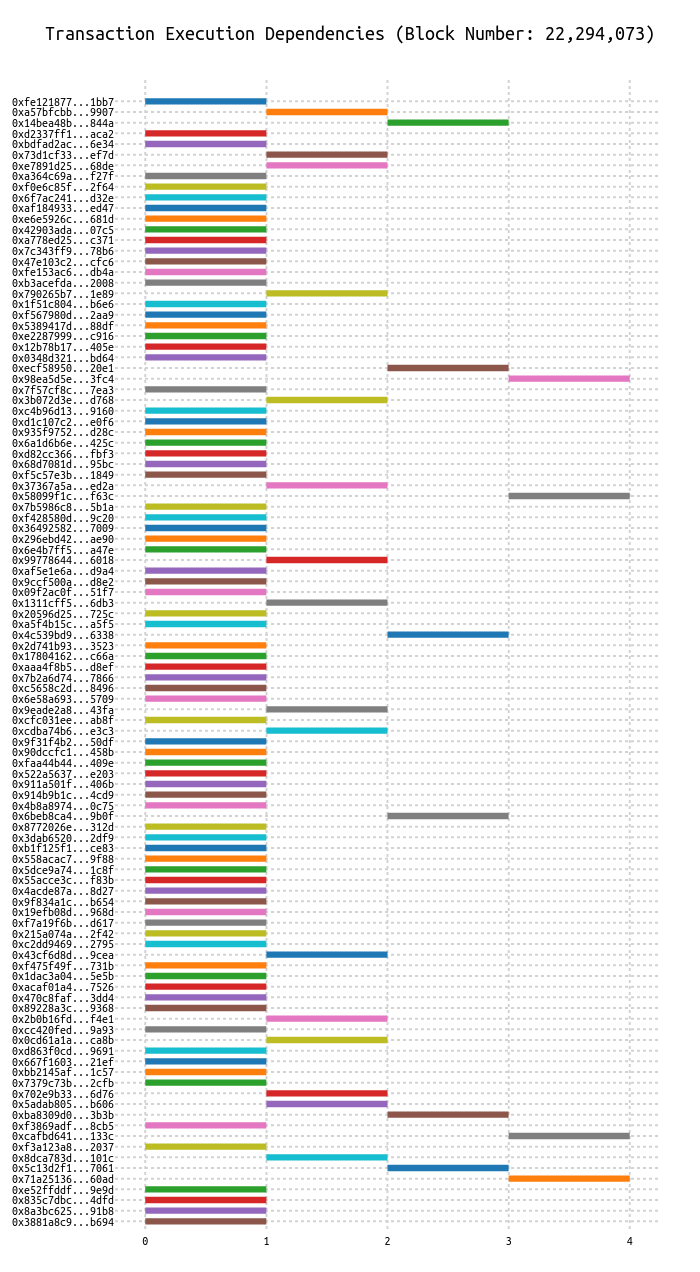 Transaction Execution Dependencies (Block Number: 22,294,073)
0xfe121877...1bb7
0xa57bfcbb...9907
0x14bea48b...844a
0xd2337ff1...aca2
0xbdfad2ac...6e34
0x73d1cf33...ef7d
0xe7891d25...68de
0xa364c69a...f27f
0xf0e6c85f...2f64
0x6f7ac241...d32e
0xaf184933...ed47
0xe6e5926c...681d
0x42903ada...07c5
0xa778ed25...c371
0x7c343ff9...78b6
0x47e103c2...cfc6
0xfe153ac6...db4a
0xb3acefda...2008
0x790265b7...1e89
0x1f51c804...b6e6
0xf567980d...2aa9
0x5389417d...88df
0xe2287999...c916
0x12b78b17...405e
0x0348d321...bd64
0xecf58950...20e1
0x98ea5d5e...3fc4
0x7f57cf8c...7ea3
0x3b072d3e...d768
0xc4b96d13...9160
0xd1c107c2...e0f6
0x935f9752...d28c
0x6a1d6b6e...425c
0xd82cc366...fbf3
0x68d7081d...95bc
0xf5c57e3b...1849
0x37367a5a...ed2a
0x58099f1c...f63c
0x7b5986c8...5b1a
0xf428580d...9c20
0x36492582...7009
0x296ebd42...ae90
0x6e4b7ff5...a47e
0x99778644...6018
0xaf5e1e6a...d9a4
0x9ccf500a...d8e2
0x09f2ac0f...51f7
0x1311cff5...6db3
0x20596d25...725c
0xa5f4b15c...a5f5
0x4c539bd9...6338
0x2d741b93...3523
0x17804162...c66a
0xaaa4f8b5...d8ef
0x7b2a6d74...7866
0xc5658c2d...8496
0x6e58a693...5709
0x9eade2a8...43fa
0xcfc031ee...ab8f
0xcdba74b6...e3c3
0x9f31f4b2...50df
0x90dccfc1...458b
0xfaa44b44...409e
0x522a5637...e203
0x911a501f...406b
0x914b9b1c...4cd9
0x4b8a8974...0c75
0x6beb8ca4...9b0f
0x8772026e...312d
0x3dab6520...2df9
0xb1f125f1...ce83
0x558acac7...9f88
0x5dce9a74...1c8f
0x55acce3c...f83b
0x4acde87a...8d27
0x9f834a1c...b654
0x19efb08d...968d
0xf7a19f6b...d617
0x215a074a...2f42
0xc2dd9469...2795
0x43cf6d8d...9cea
0xf475f49f...731b
0x1dac3a04...5e5b
0xacaf01a4...7526
0x470c8faf...3dd4
0x89228a3c...9368
0x2b0b16fd...f4e1
0xcc420fed...9a93
0x0cd61a1a...ca8b
0xd863f0cd...9691
0x667f1603...21ef
0xbb2145af...1c57
0x7379c73b...2cfb
0x702e9b33...6d76
0x5adab805...b606
0xba8309d0...3b3b
0xf3869adf...8cb5
0xcafbd641...133c
0xf3a123a8...2037
0x8dca783d...101c
0x5c13d2f1...7061
0x71a25136...60ad
0xe52ffddf...9e9d
0x835c7dbc...4dfd
0x8a3bc625...91b8
0x3881a8c9...b694
0 1 2 3 4